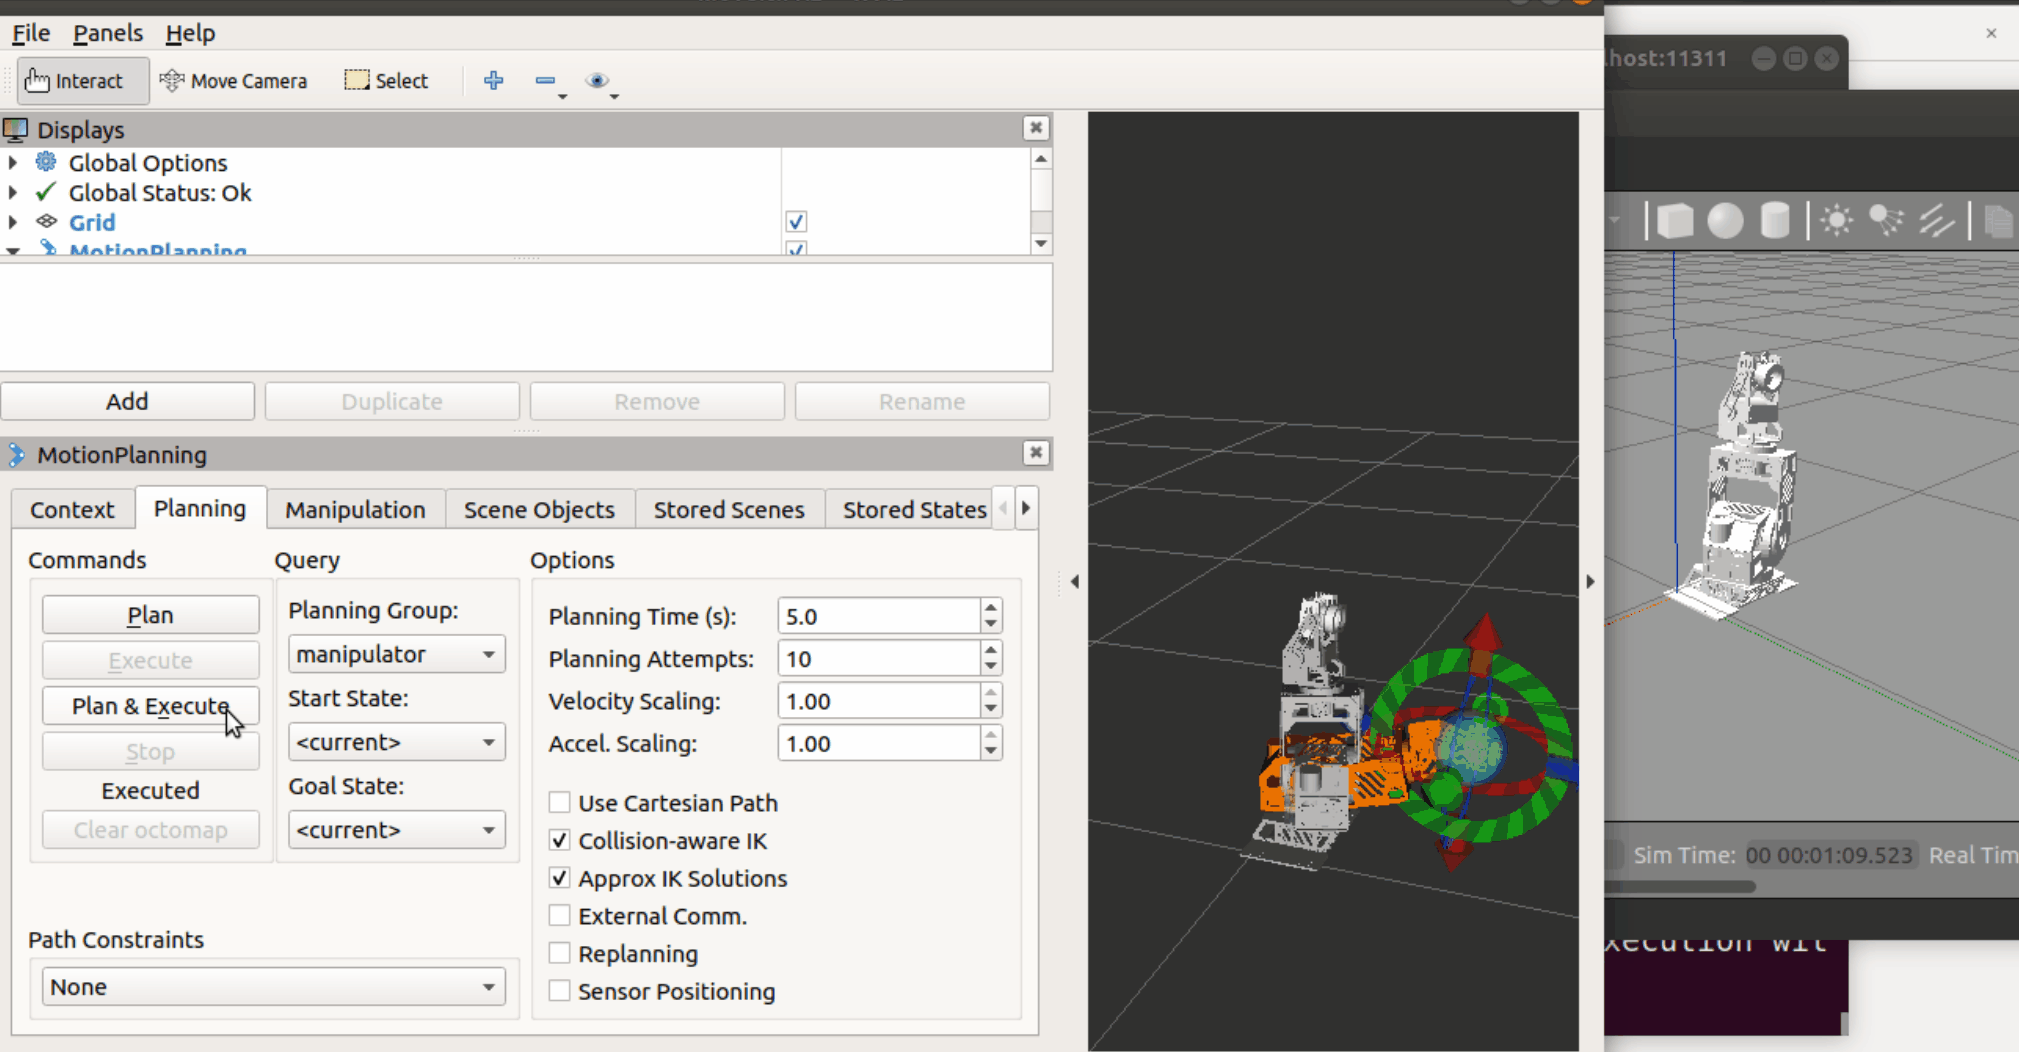 File Panels Help
Interact Move Camera Select
lhost:11311
Displays
Global Options
Global Status: Ok
Grid
MotionPlanning
Add Duplicate Remove Rename
MotionPlanning
Context Planning Manipulation Scene Objects Stored Scenes Stored States
Commands
Plan
Execute
Plan & Execute
Stop
Executed
Clear octomap
Query
Planning Group:
manipulator
Start State:
<current>
Goal State:
<current>
Path Constraints
None
Options
Planning Time (s): 5.0
Planning Attempts: 10
Velocity Scaling: 1.00
Accel. Scaling: 1.00
Use Cartesian Path
Collision-aware IK
Approx IK Solutions
External Comm.
Replanning
Sensor Positioning
Sim Time: 00 00:01:09.523 Real Tim
xecution wit